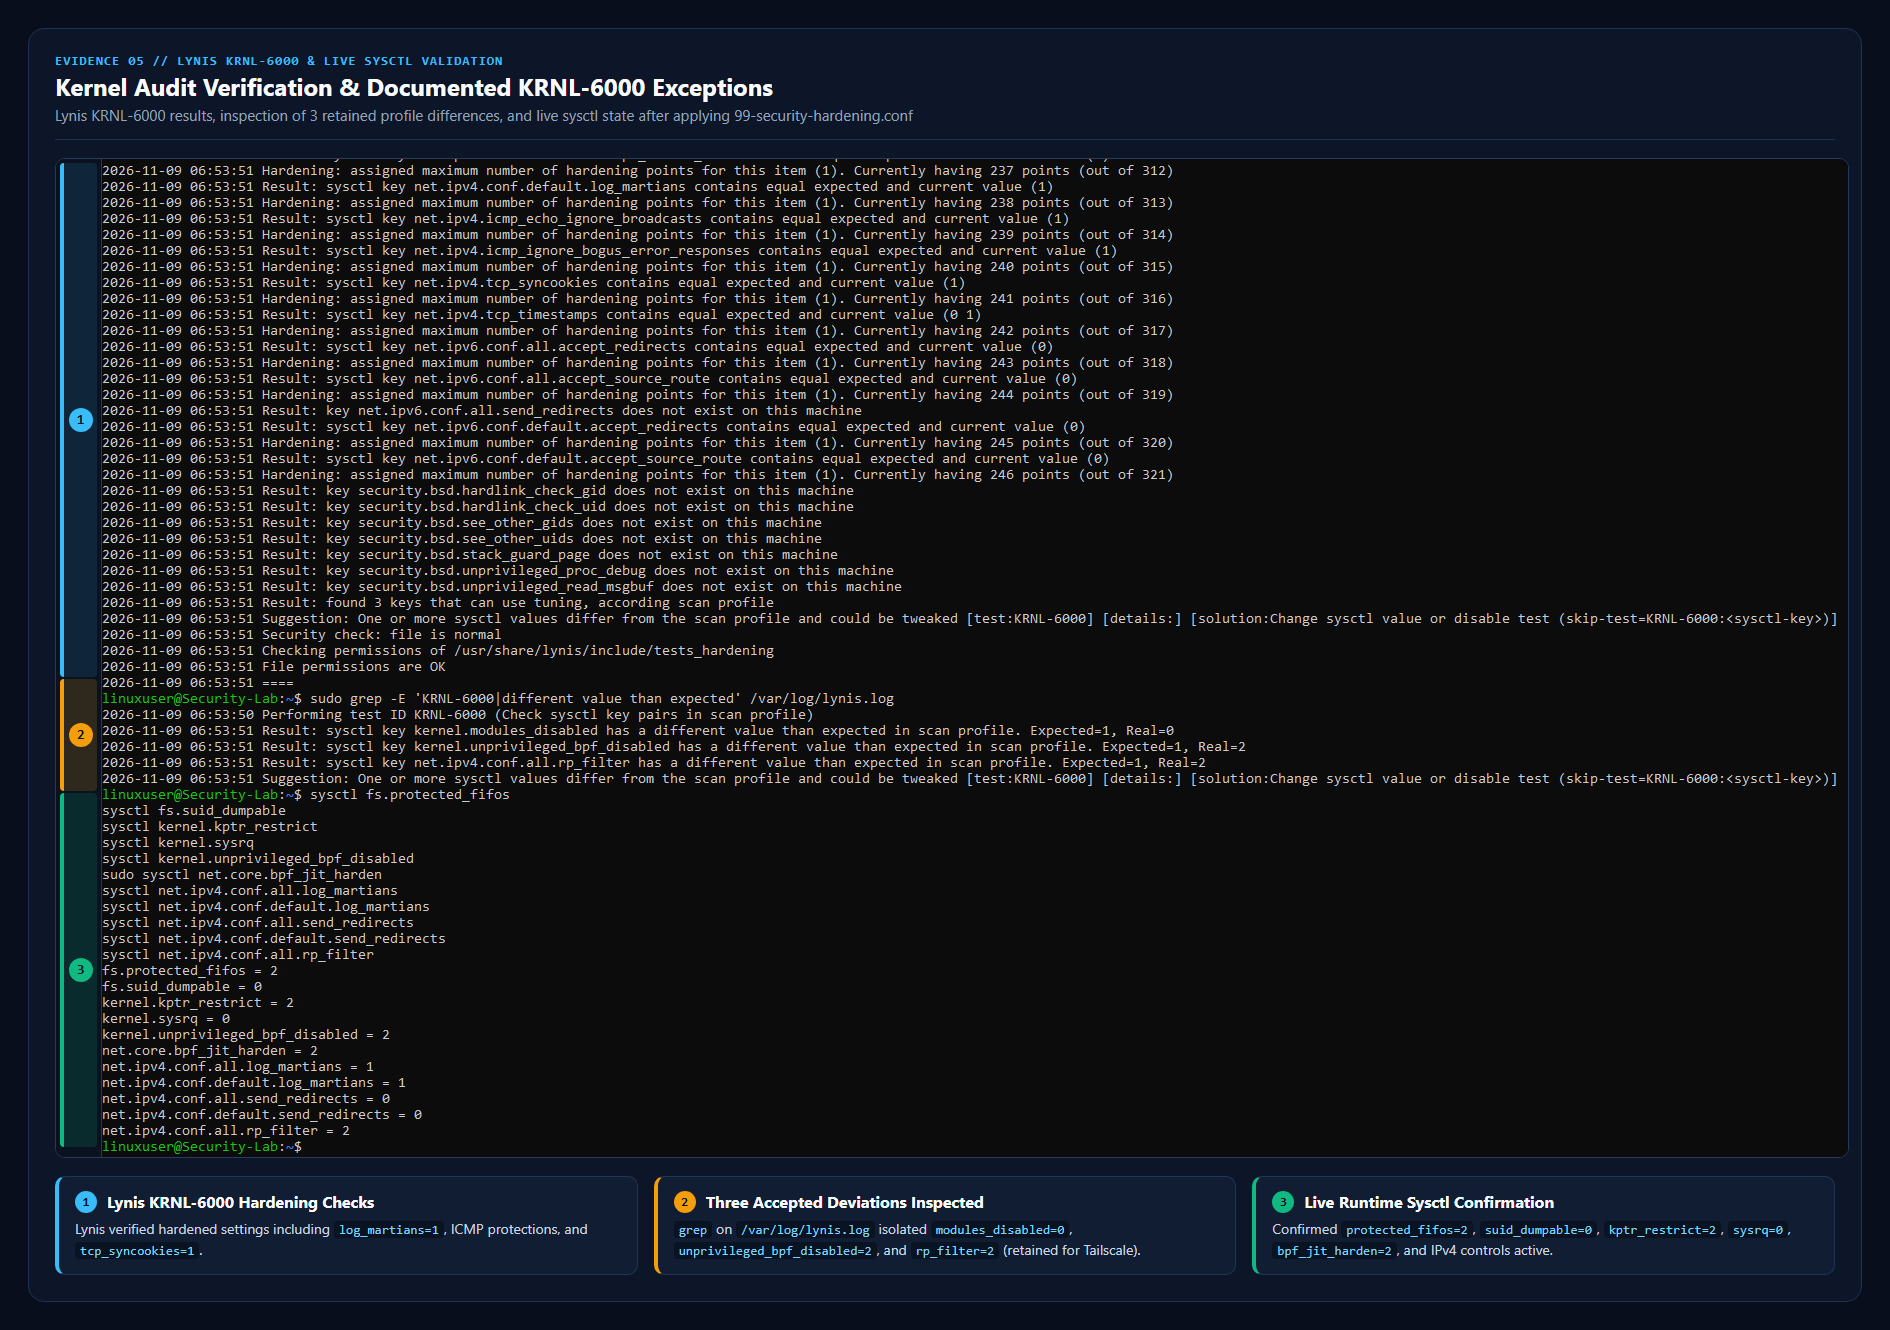 EVIDENCE 05 // LYNIS KRNL-6000 & LIVE SYSCTL VALIDATION
Kernel Audit Verification & Documented KRNL-6000 Exceptions
Lynis KRNL-6000 results, inspection of 3 retained profile differences, and live sysctl state after applying 99-security-hardening.conf
2026-11-09 06:53:51 Hardening: assigned maximum number of hardening points for this item (1). Currently having 237 points (out of 312)
2026-11-09 06:53:51 Result: sysctl key net.ipv4.conf.default.log_martians contains equal expected and current value (1)
2026-11-09 06:53:51 Hardening: assigned maximum number of hardening points for this item (1). Currently having 238 points (out of 313)
2026-11-09 06:53:51 Result: sysctl key net.ipv4.icmp_echo_ignore_broadcasts contains equal expected and current value (1)
2026-11-09 06:53:51 Hardening: assigned maximum number of hardening points for this item (1). Currently having 239 points (out of 314)
2026-11-09 06:53:51 Result: sysctl key net.ipv4.icmp_ignore_bogus_error_responses contains equal expected and current value (1)
2026-11-09 06:53:51 Hardening: assigned maximum number of hardening points for this item (1). Currently having 240 points (out of 315)
2026-11-09 06:53:51 Result: sysctl key net.ipv4.tcp_syncookies contains equal expected and current value (1)
2026-11-09 06:53:51 Hardening: assigned maximum number of hardening points for this item (1). Currently having 241 points (out of 316)
2026-11-09 06:53:51 Result: sysctl key net.ipv4.tcp_timestamps contains equal expected and current value (0 1)
2026-11-09 06:53:51 Hardening: assigned maximum number of hardening points for this item (1). Currently having 242 points (out of 317)
2026-11-09 06:53:51 Result: sysctl key net.ipv6.conf.all.accept_redirects contains equal expected and current value (0)
2026-11-09 06:53:51 Hardening: assigned maximum number of hardening points for this item (1). Currently having 243 points (out of 318)
2026-11-09 06:53:51 Result: sysctl key net.ipv6.conf.all.accept_source_route contains equal expected and current value (0)
2026-11-09 06:53:51 Hardening: assigned maximum number of hardening points for this item (1). Currently having 244 points (out of 319)
2026-11-09 06:53:51 Result: key net.ipv6.conf.all.send_redirects does not exist on this machine
2026-11-09 06:53:51 Result: sysctl key net.ipv6.conf.default.accept_redirects contains equal expected and current value (0)
2026-11-09 06:53:51 Hardening: assigned maximum number of hardening points for this item (1). Currently having 245 points (out of 320)
2026-11-09 06:53:51 Result: sysctl key net.ipv6.conf.default.accept_source_route contains equal expected and current value (0)
2026-11-09 06:53:51 Hardening: assigned maximum number of hardening points for this item (1). Currently having 246 points (out of 321)
2026-11-09 06:53:51 Result: key security.bsd.hardlink_check_gid does not exist on this machine
2026-11-09 06:53:51 Result: key security.bsd.hardlink_check_uid does not exist on this machine
2026-11-09 06:53:51 Result: key security.bsd.see_other_gids does not exist on this machine
2026-11-09 06:53:51 Result: key security.bsd.see_other_uids does not exist on this machine
2026-11-09 06:53:51 Result: key security.bsd.stack_guard_page does not exist on this machine
2026-11-09 06:53:51 Result: key security.bsd.unprivileged_proc_debug does not exist on this machine
2026-11-09 06:53:51 Result: key security.bsd.unprivileged_read_msgbuf does not exist on this machine
2026-11-09 06:53:51 Result: found 3 keys that can use tuning, according scan profile
2026-11-09 06:53:51 Suggestion: One or more sysctl values differ from the scan profile and could be tweaked [test:KRNL-6000] [details:] [solution:Change sysctl value or disable test (skip-test=KRNL-6000:<sysctl-key>)]
2026-11-09 06:53:51 Security check: file is normal
2026-11-09 06:53:51 Checking permissions of /usr/share/lynis/include/tests_hardening
2026-11-09 06:53:51 File permissions are OK
2026-11-09 06:53:51 ====
1
linuxuser@Security-Lab:~$ sudo grep -E 'KRNL-6000|different value than expected' /var/log/lynis.log
2026-11-09 06:53:50 Performing test ID KRNL-6000 (Check sysctl key pairs in scan profile)
2026-11-09 06:53:51 Result: sysctl key kernel.modules_disabled has a different value than expected in scan profile. Expected=1, Real=0
2026-11-09 06:53:51 Result: sysctl key kernel.unprivileged_bpf_disabled has a different value than expected in scan profile. Expected=1, Real=2
2026-11-09 06:53:51 Result: sysctl key net.ipv4.conf.all.rp_filter has a different value than expected in scan profile. Expected=1, Real=2
2026-11-09 06:53:51 Suggestion: One or more sysctl values differ from the scan profile and could be tweaked [test:KRNL-6000] [details:] [solution:Change sysctl value or disable test (skip-test=KRNL-6000:<sysctl-key>)]
2
linuxuser@Security-Lab:~$ sysctl fs.protected_fifos
sysctl fs.suid_dumpable
sysctl kernel.kptr_restrict
sysctl kernel.sysrq
sysctl kernel.unprivileged_bpf_disabled
sudo sysctl net.core.bpf_jit_harden
sysctl net.ipv4.conf.all.log_martians
sysctl net.ipv4.conf.default.log_martians
sysctl net.ipv4.conf.all.send_redirects
sysctl net.ipv4.conf.default.send_redirects
sysctl net.ipv4.conf.all.rp_filter
fs.protected_fifos = 2
fs.suid_dumpable = 0
kernel.kptr_restrict = 2
kernel.sysrq = 0
kernel.unprivileged_bpf_disabled = 2
net.core.bpf_jit_harden = 2
net.ipv4.conf.all.log_martians = 1
net.ipv4.conf.default.log_martians = 1
net.ipv4.conf.all.send_redirects = 0
net.ipv4.conf.default.send_redirects = 0
net.ipv4.conf.all.rp_filter = 2
linuxuser@Security-Lab:~$
3
1 Lynis KRNL-6000 Hardening Checks
Lynis verified hardened settings including log_martians=1, ICMP protections, and
tcp_syncookies=1.
2 Three Accepted Deviations Inspected
grep on /var/log/lynis.log isolated modules_disabled=0,
unprivileged_bpf_disabled=2, and rp_filter=2 (retained for Tailscale).
3 Live Runtime Sysctl Confirmation
Confirmed protected_fifos=2, suid_dumpable=0, kptr_restrict=2, sysrq=0,
bpf_jit_harden=2, and IPv4 controls active.